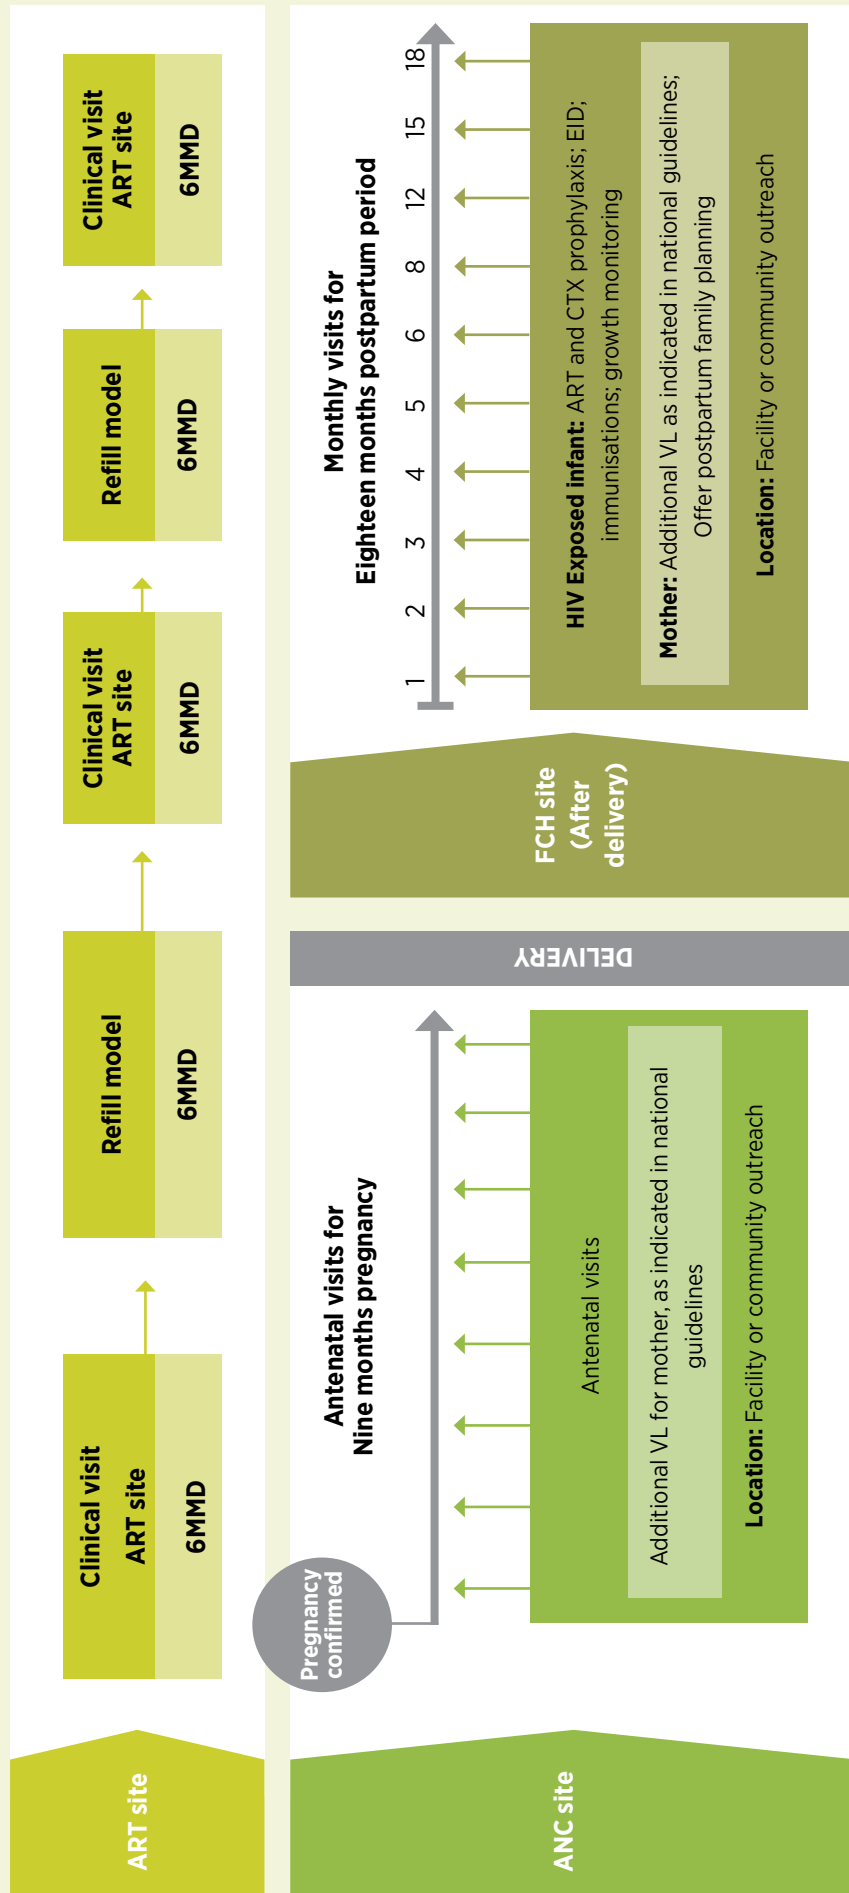 ART site
Clinical visit
ART site
6MMD
Refill model
6MMD
Clinical visit
ART site
6MMD
Refill model
6MMD
Clinical visit
ART site
6MMD
ANC site
Pregnancy
confirmed
Antenatal visits for
Nine months pregnancy
Antenatal visits
Additional VL for mother, as indicated in national
guidelines
Location: Facility or community outreach
DELIVERY
FCH site
(After
delivery)
Monthly visits for
Eighteen months postpartum period
1 2 3 4 5 6 8 12 15 18
HIV Exposed infant: ART and CTX prophylaxis; EID;
immunisations; growth monitoring
Mother: Additional VL as indicated in national guidelines;
Offer postpartum family planning
Location: Facility or community outreach